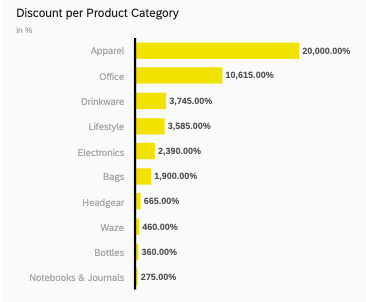 Discount per Product Category
in %
Apparel 20,000.00%
Office 10,615.00%
Drinkware 3,745.00%
Lifestyle 3,585.00%
Electronics 2,390.00%
Bags 1,900.00%
Headgear 665.00%
Waze 460.00%
Bottles 360.00%
Notebooks & Journals 275.00%